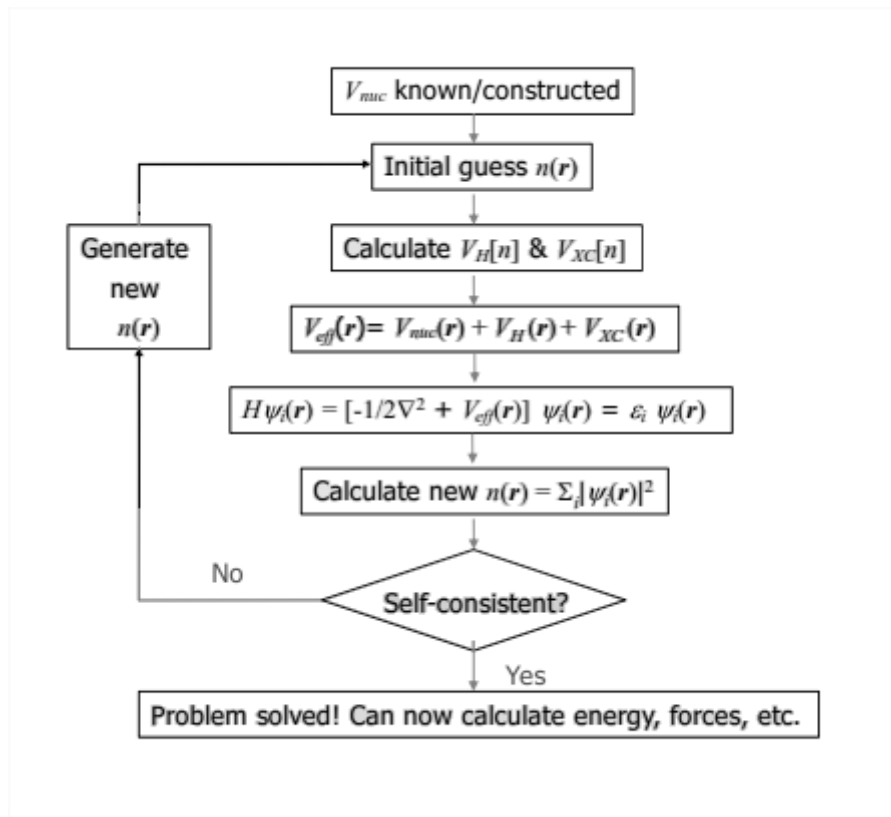 V_nuc known/constructed
Initial guess n(r)
Generate
new
n(r)
Calculate V_H[n] & V_XC[n]
V_eff(r)= V_nuc(r) + V_H(r) + V_XC(r)
Hψ_i(r) = [-1/2∇² + V_eff(r)] ψ_i(r) = ε_i ψ_i(r)
Calculate new n(r) = Σ_i|ψ_i(r)|²
No
Self-consistent?
Yes
Problem solved! Can now calculate energy, forces, etc.